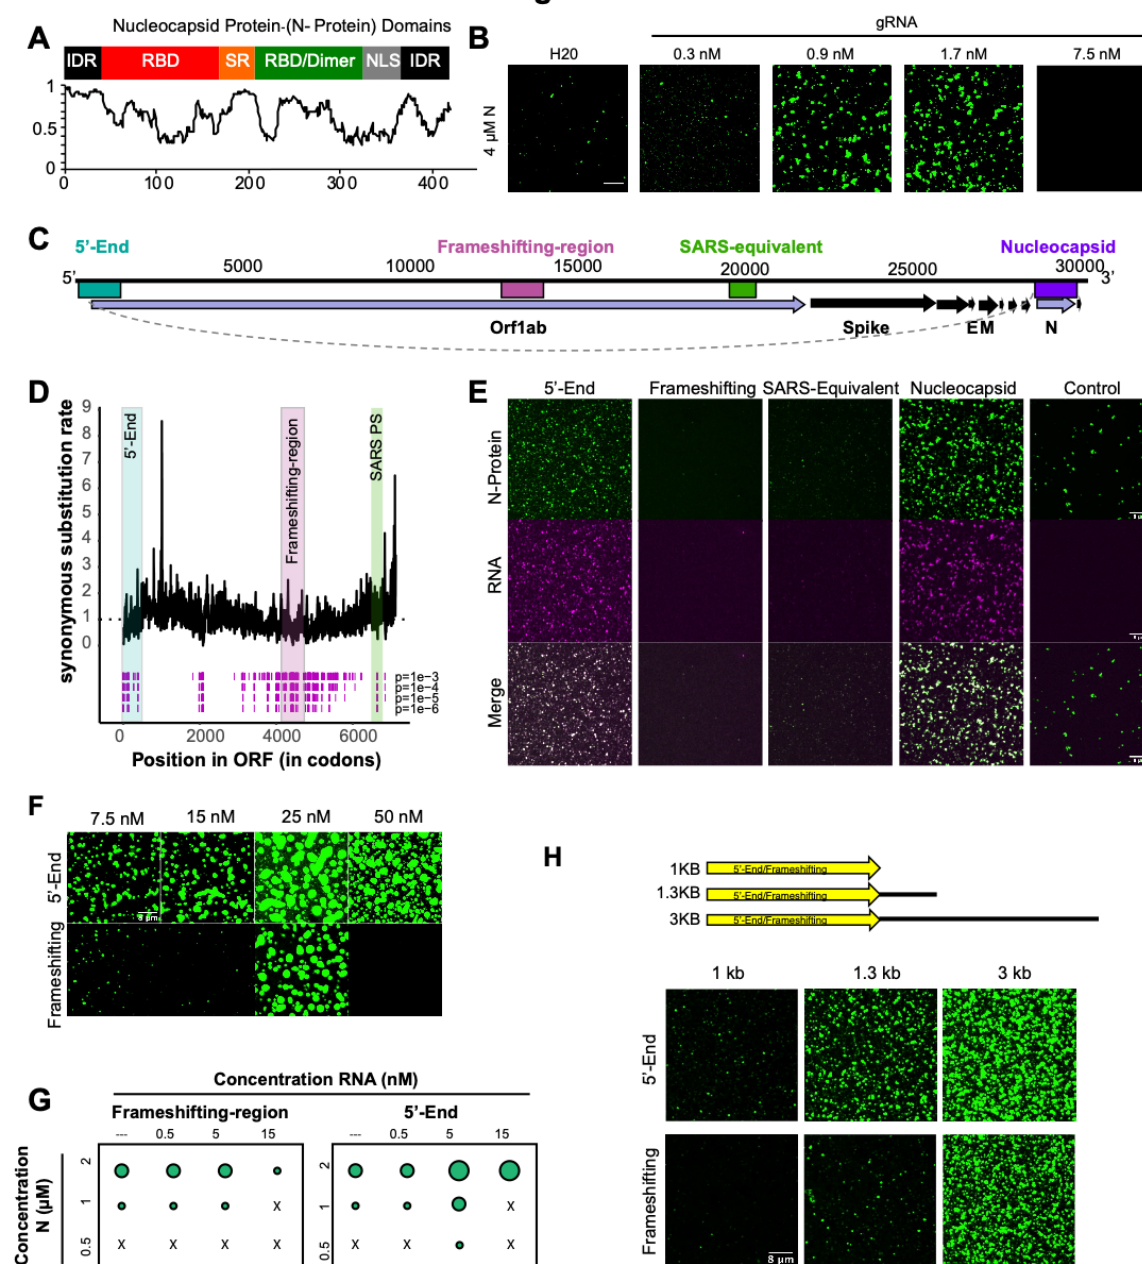 Nucleocapsid Protein-(N- Protein) Domains
A
IDR RBD SR RBD/Dimer NLS IDR
1
0.5
0
0 100 200 300 400
B
gRNA
H20 0.3 nM 0.9 nM 1.7 nM 7.5 nM
4 µM N
C
5'-End Frameshifting-region SARS-equivalent Nucleocapsid
5' 5000 10000 15000 20000 25000 30000 3'
Orf1ab Spike E M N
D
synonymous substitution rate
9
8
7
6
5
4
3
2
1
0
5'-End
Frameshifting-region
SARS PS
p=1e-3
p=1e-4
p=1e-5
p=1e-6
0 2000 4000 6000
Position in ORF (in codons)
E
5'-End Frameshifting SARS-Equivalent Nucleocapsid Control
N-Protein
RNA
Merge
F
7.5 nM 15 nM 25 nM 50 nM
5'-End
8 µm
Frameshifting
G
Concentration RNA (nM)
Frameshifting-region 5'-End
--- 0.5 5 15 --- 0.5 5 15
Concentration
N (µM)
2 2
1 X 1 X
0.5 X X X X 0.5 X X X
H
1KB 5'-End/Frameshifting
1.3KB 5'-End/Frameshifting
3KB 5'-End/Frameshifting
1 kb 1.3 kb 3 kb
5'-End
Frameshifting
8 µm